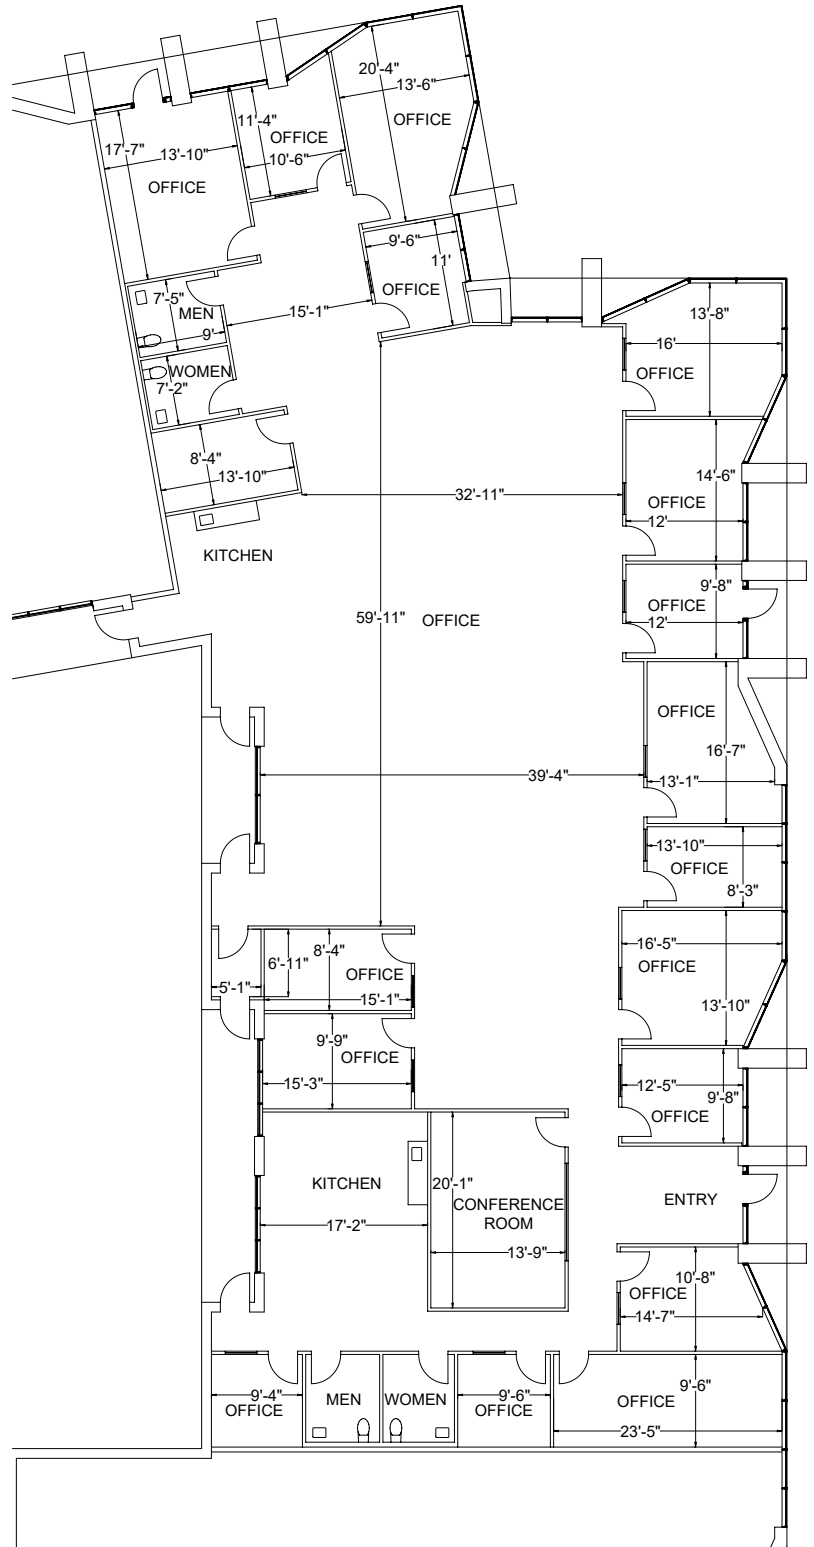 20'-4"
13'-6"
OFFICE
11'-4"
OFFICE
10'-6"
17'-7"
13'-10"
OFFICE
9'-6"
11'
OFFICE
7'-5"
MEN
9'
15'-1"
WOMEN
7'-2"
8'-4"
13'-10"
KITCHEN
13'-8"
16'
OFFICE
32'-11"
14'-6"
OFFICE
12'
9'-8"
OFFICE
12'
59'-11"
OFFICE
OFFICE
16'-7"
13'-1"
39'-4"
13'-10"
OFFICE
8'-3"
16'-5"
OFFICE
13'-10"
6'-11"
8'-4"
OFFICE
5'-1"
15'-1"
9'-9"
OFFICE
15'-3"
12'-5"
9'-8"
OFFICE
KITCHEN
17'-2"
20'-1"
CONFERENCE
ROOM
13'-9"
ENTRY
10'-8"
OFFICE
14'-7"
9'-4"
OFFICE
MEN
WOMEN
9'-6"
OFFICE
9'-6"
OFFICE
23'-5"